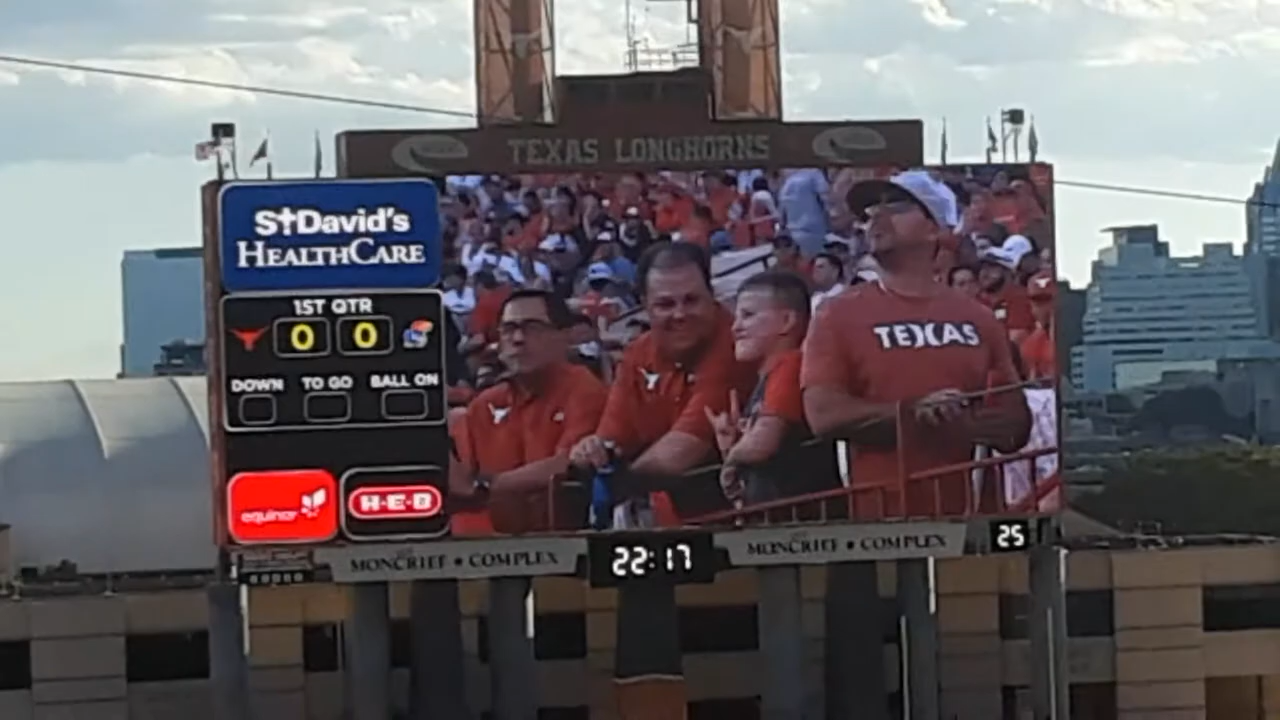 TEXAS LONGHORNS
St David's
HEALTHCARE
1ST QTR
0 0
DOWN TO GO BALL ON
equinor
H-E-B
TEXAS
MONCRIEF • COMPLEX
22:17
MONCRIEF • COMPLEX
25